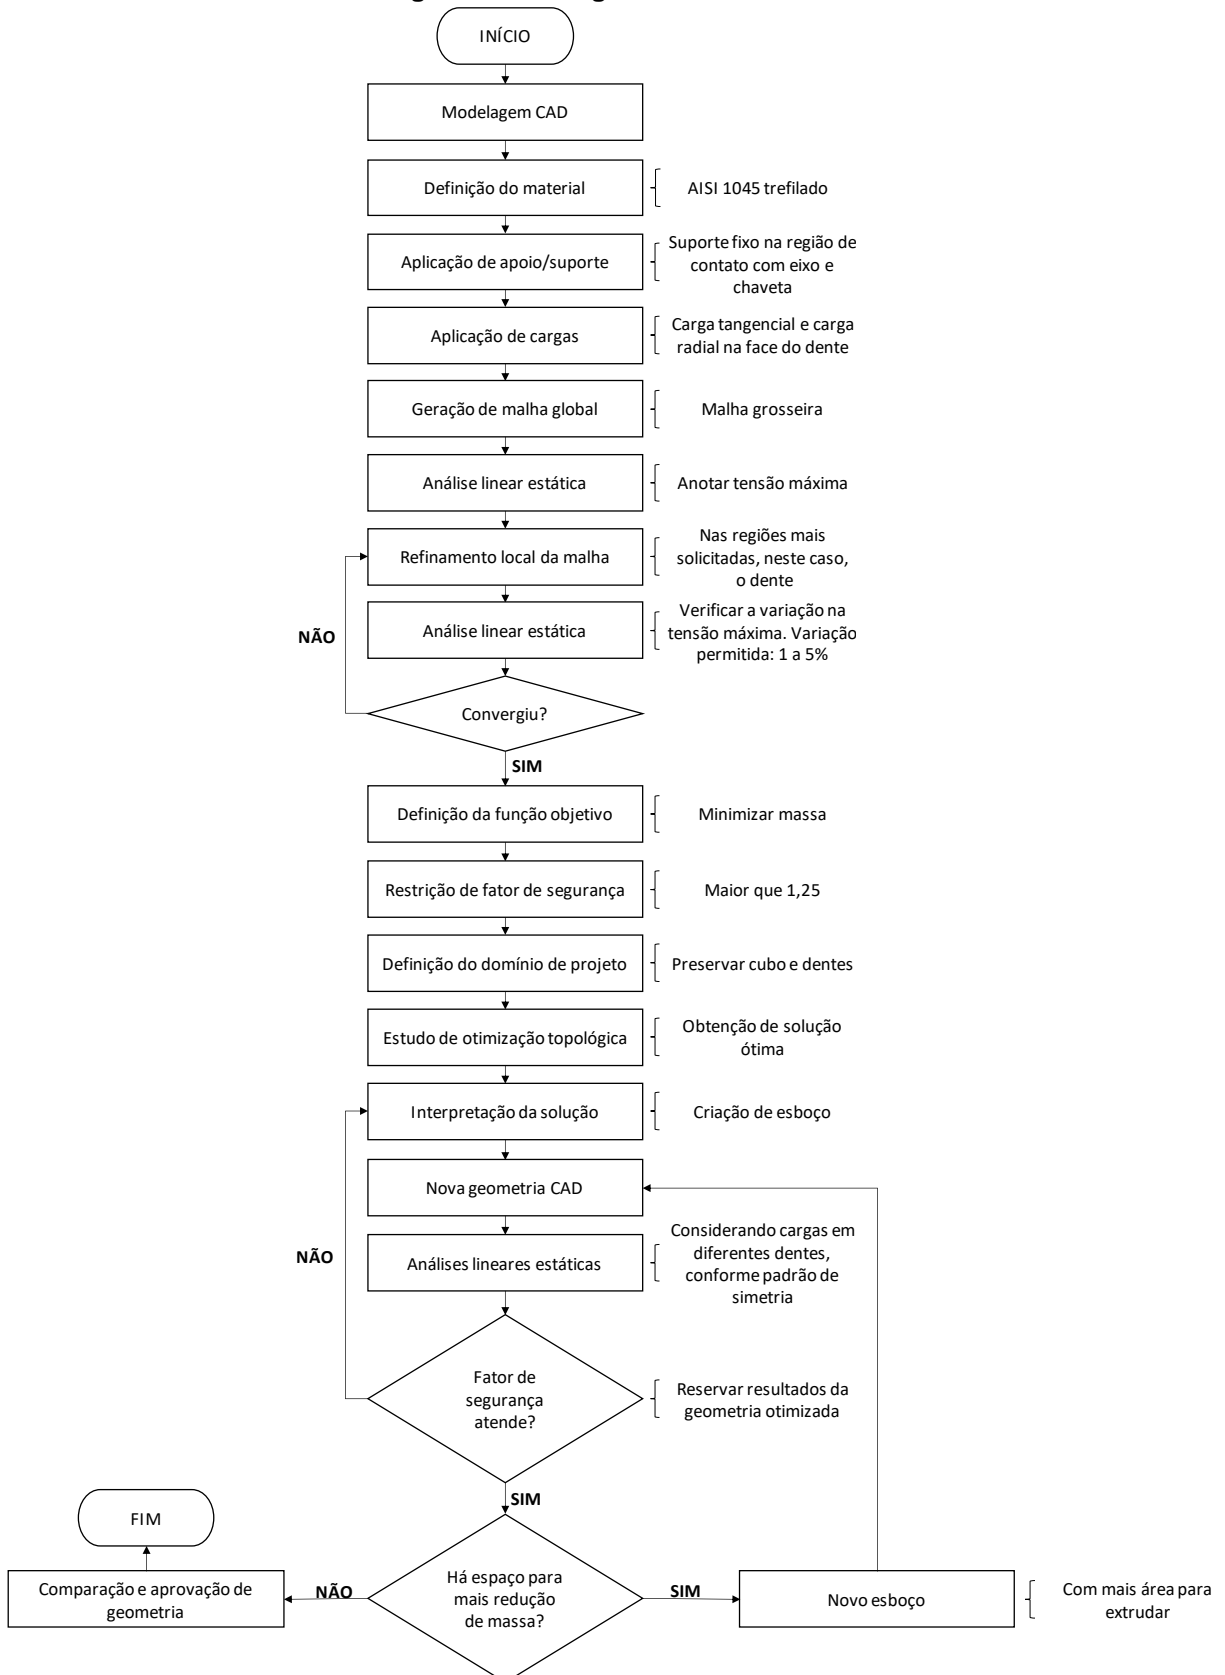 INÍCIO
Modelagem CAD
Definição do material
AISI 1045 trefilado
Aplicação de apoio/suporte
Suporte fixo na região de
contato com eixo e
chaveta
Aplicação de cargas
Carga tangencial e carga
radial na face do dente
Geração de malha global
Malha grosseira
Análise linear estática
Anotar tensão máxima
Refinamento local da malha
Nas regiões mais
solicitadas, neste caso,
o dente
Análise linear estática
Verificar a variação na
tensão máxima. Variação
permitida: 1 a 5%
NÃO
Convergiu?
SIM
Definição da função objetivo
Minimizar massa
Restrição de fator de segurança
Maior que 1,25
Definição do domínio de projeto
Preservar cubo e dentes
Estudo de otimização topológica
Obtenção de solução
ótima
Interpretação da solução
Criação de esboço
Nova geometria CAD
NÃO
Análises lineares estáticas
Considerando cargas em
diferentes dentes,
conforme padrão de
simetria
Fator de
segurança
atende?
Reservar resultados da
geometria otimizada
SIM
FIM
Comparação e aprovação de
geometria
NÃO
Há espaço para
mais redução
de massa?
SIM
Novo esboço
Com mais área para
extrudar